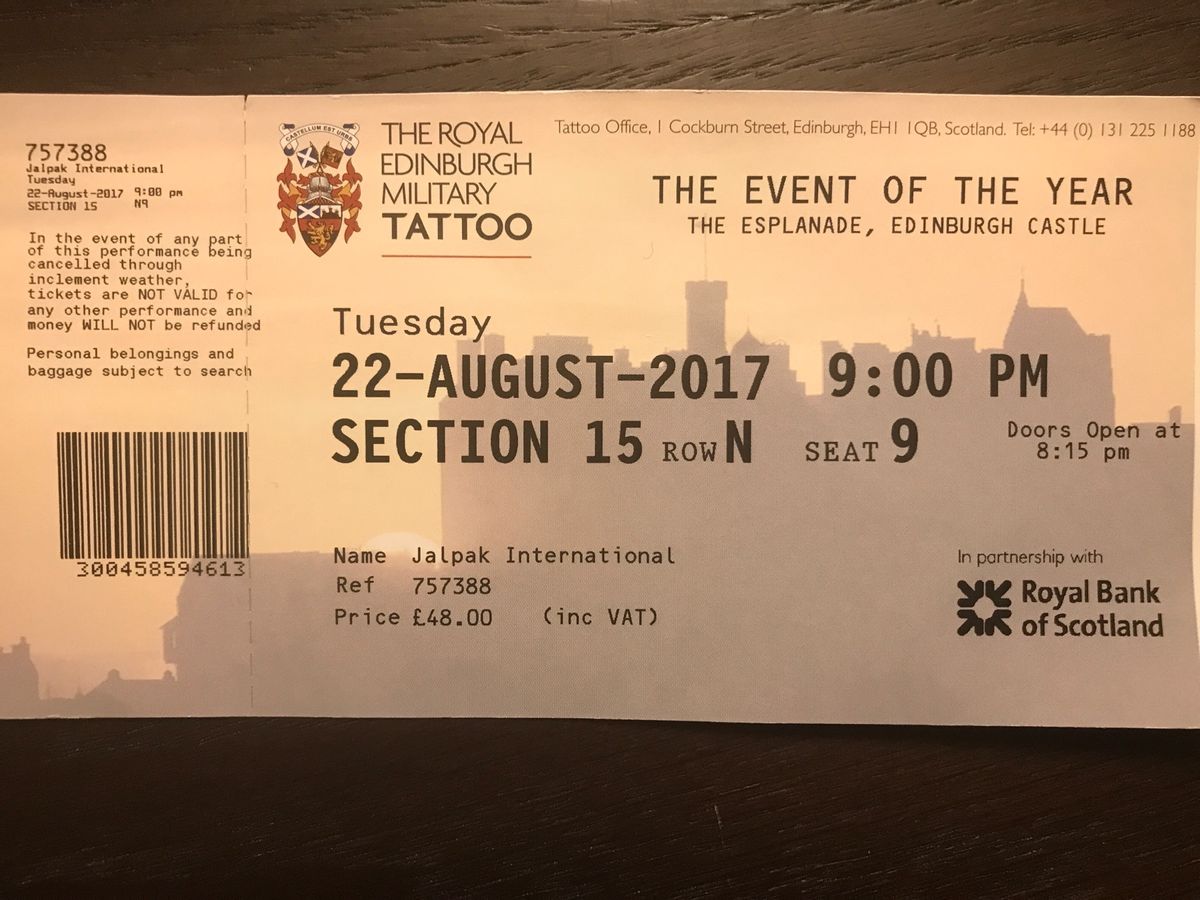 757388
Jalpak International
Tuesday
22-August-2017 9:00 pm
SECTION 15 N9
In the event of any part
of this performance being
cancelled through
inclement weather,
tickets are NOT VALID for
any other performance and
money WILL NOT be refunded
Personal belongings and
baggage subject to search
300458594613
CASTELLUM EST URBS
THE ROYAL
EDINBURGH
MILITARY
TATTOO
Tattoo Office, 1 Cockburn Street, Edinburgh, EH1 1QB, Scotland. Tel: +44 (0) 131 225 1188
THE EVENT OF THE YEAR
THE ESPLANADE, EDINBURGH CASTLE
Tuesday
22-AUGUST-2017 9:00 PM
SECTION 15 ROW N SEAT 9
Doors Open at
8:15 pm
Name Jalpak International
Ref 757388
Price £48.00 (inc VAT)
In partnership with
Royal Bank
of Scotland